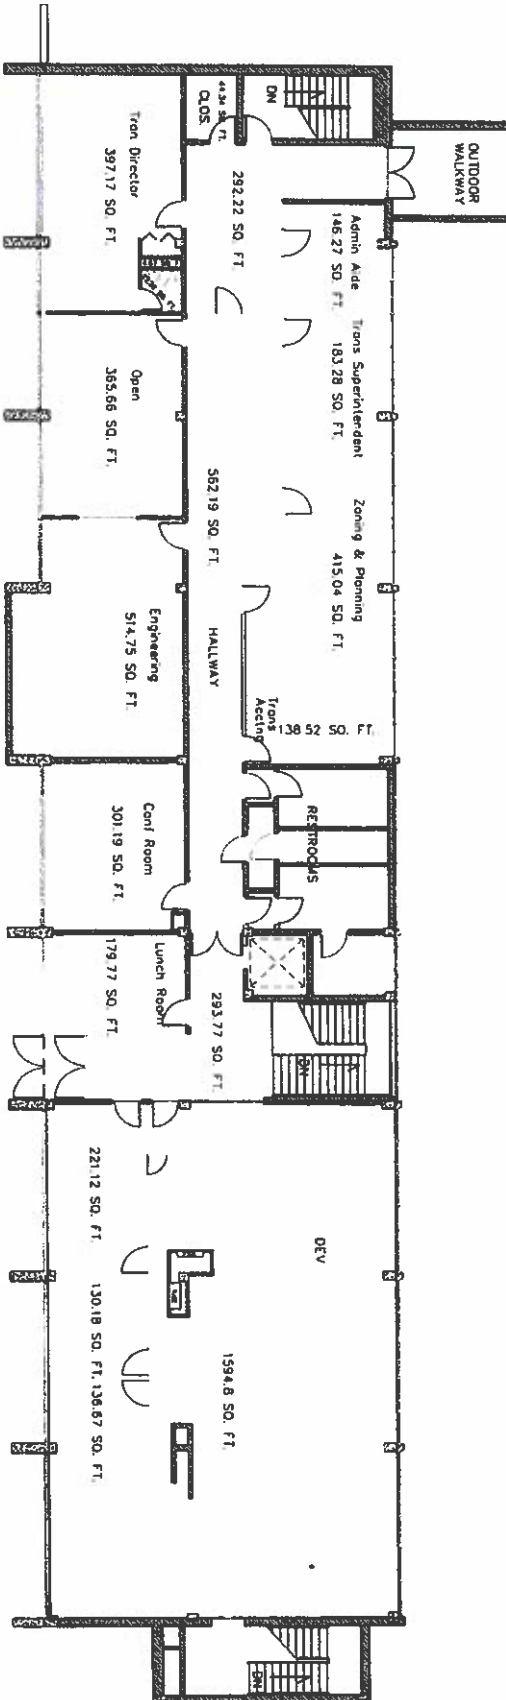 OUTDOOR
WALKWAY
DN
44.34 SQ. FT.
CLOS.
292.22 SQ. FT.
Tran Director
397.17 SQ. FT.
Admin Aide
146.27 SQ. FT.
Trans Superintendent
183.28 SQ. FT.
Zoning & Planning
415.04 SQ. FT.
Open
363.66 SQ. FT.
562.19 SQ. FT.
HALLWAY
Engineering
514.75 SQ. FT.
Trans
Accting
138.52 SQ. FT.
RESTROOMS
Conf Room
301.19 SQ. FT.
Lunch Room
179.77 SQ. FT.
293.77 SQ. FT.
DN
DEV
1594.8 SQ. FT.
221.12 SQ. FT.
130.18 SQ. FT.
136.67 SQ. FT.
DN